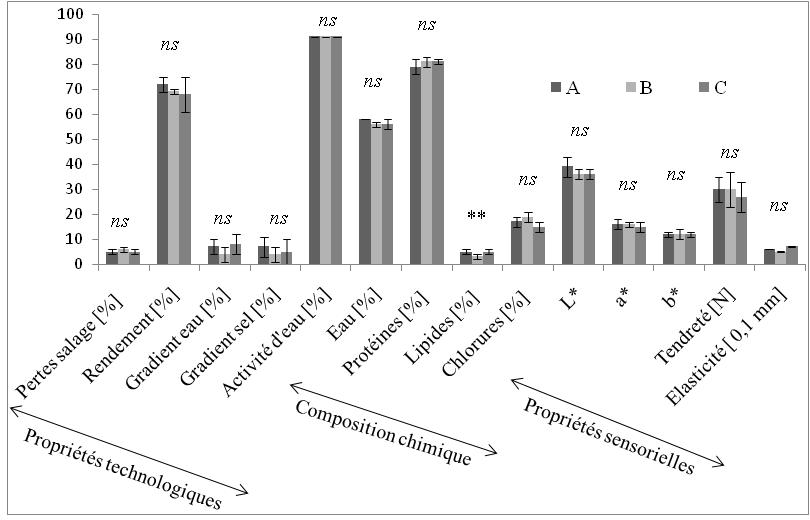 100
90
80
70
60
50
40
30
20
10
0
ns
ns
ns
ns
ns
ns
ns
**
ns
ns
ns
ns
ns
ns
A
B
C
Pertes salage [%]
Rendement [%]
Gradient eau [%]
Gradient sel [%]
Activité d'eau [%]
Eau [%]
Protéines [%]
Lipides [%]
Chlorures [%]
L*
a*
b*
Tendreté [N]
Elasticité [ 0,1 mm]
Propriétés technologiques
Composition chimique
Propriétés sensorielles